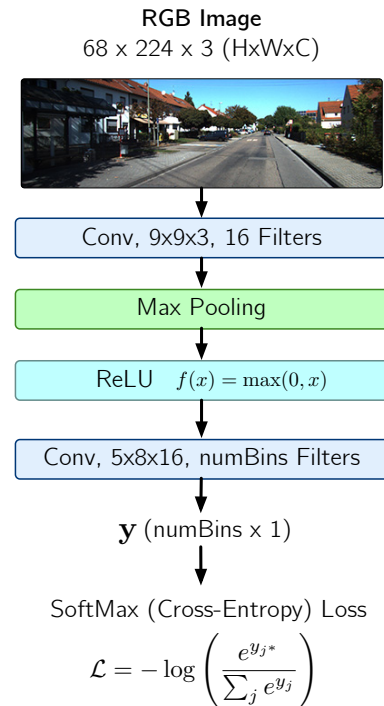 RGB Image
68 x 224 x 3 (HxWxC)
Conv, 9x9x3, 16 Filters
Max Pooling
ReLU f(x) = max(0, x)
Conv, 5x8x16, numBins Filters
y (numBins x 1)
SoftMax (Cross-Entropy) Loss
ℒ = − log ( e^{y_{j*}} / ∑_j e^{y_j} )